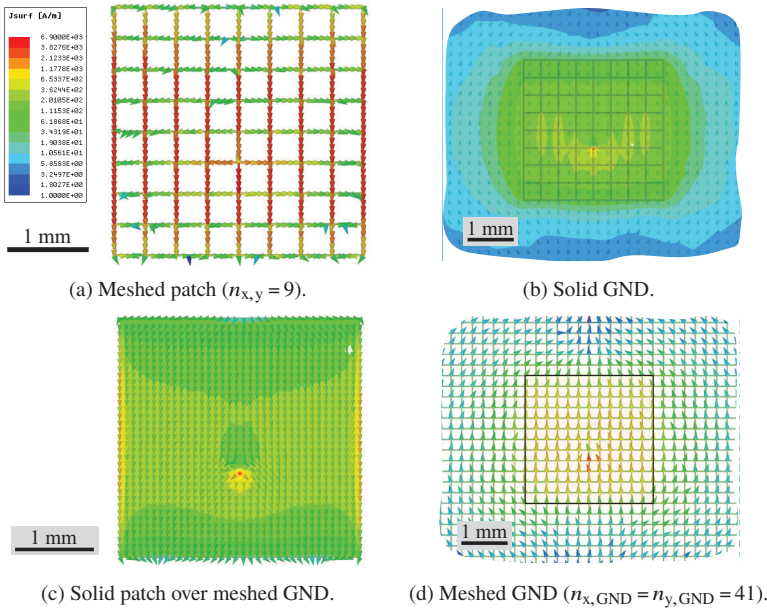 Jsurf [A/m]
6.9000E+03
3.8276E+03
2.1233E+03
1.1778E+03
6.5337E+02
3.6244E+02
2.0105E+02
1.1153E+02
6.1868E+01
3.4319E+01
1.9038E+01
1.0561E+01
5.8583E+00
3.2497E+00
1.8027E+00
1.0000E+00
1 mm
1 mm
(a) Meshed patch (nx,y = 9).
(b) Solid GND.
1 mm
1 mm
(c) Solid patch over meshed GND.
(d) Meshed GND (nx,GND = ny,GND = 41).